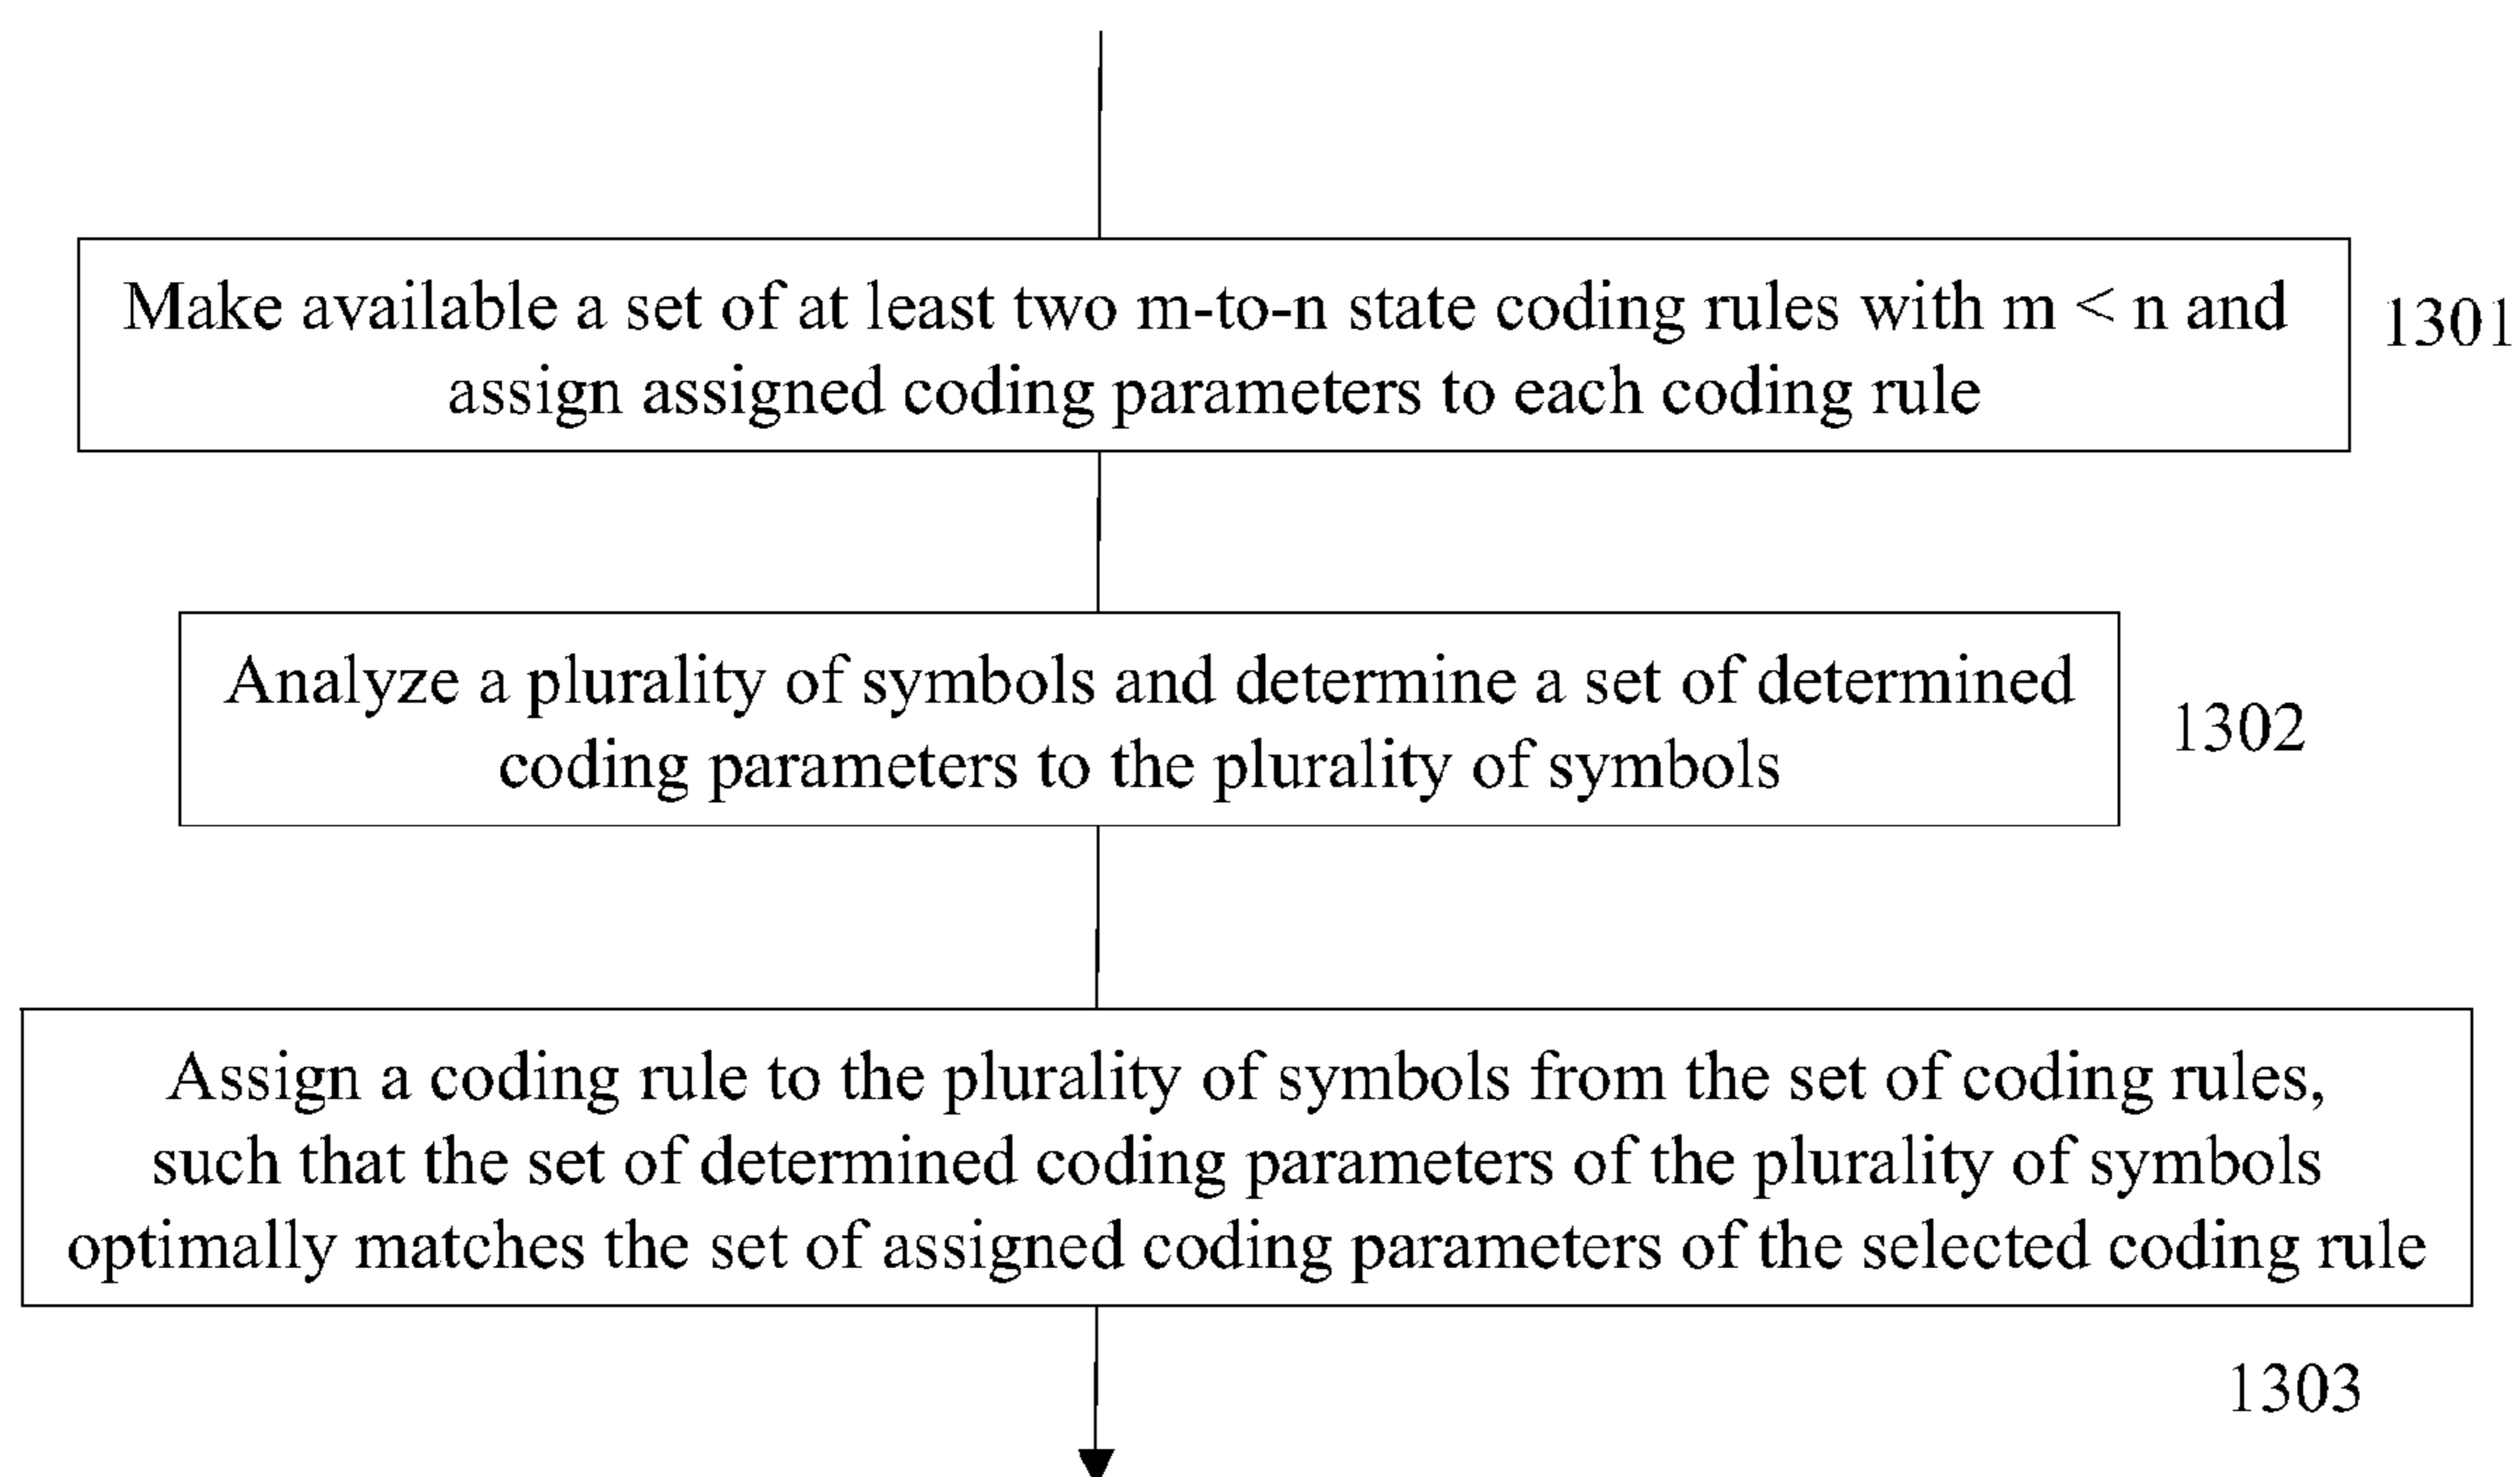 Make available a set of at least two m-to-n state coding rules with m < n and
assign assigned coding parameters to each coding rule
1301
Analyze a plurality of symbols and determine a set of determined
coding parameters to the plurality of symbols
1302
Assign a coding rule to the plurality of symbols from the set of coding rules,
such that the set of determined coding parameters of the plurality of symbols
optimally matches the set of assigned coding parameters of the selected coding rule
1303